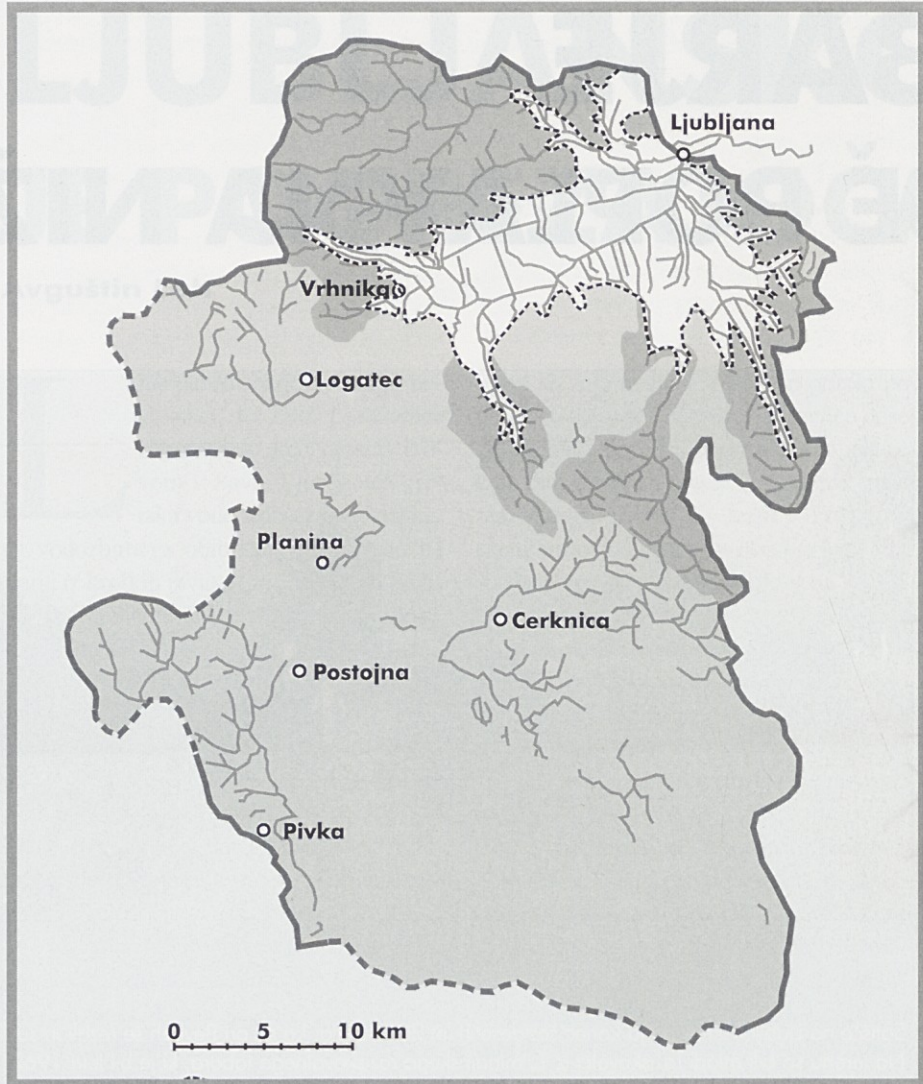 Ljubljana
Vrhnika
Logatec
Planina
Cerknica
Postojna
Pivka
0 5 10 km